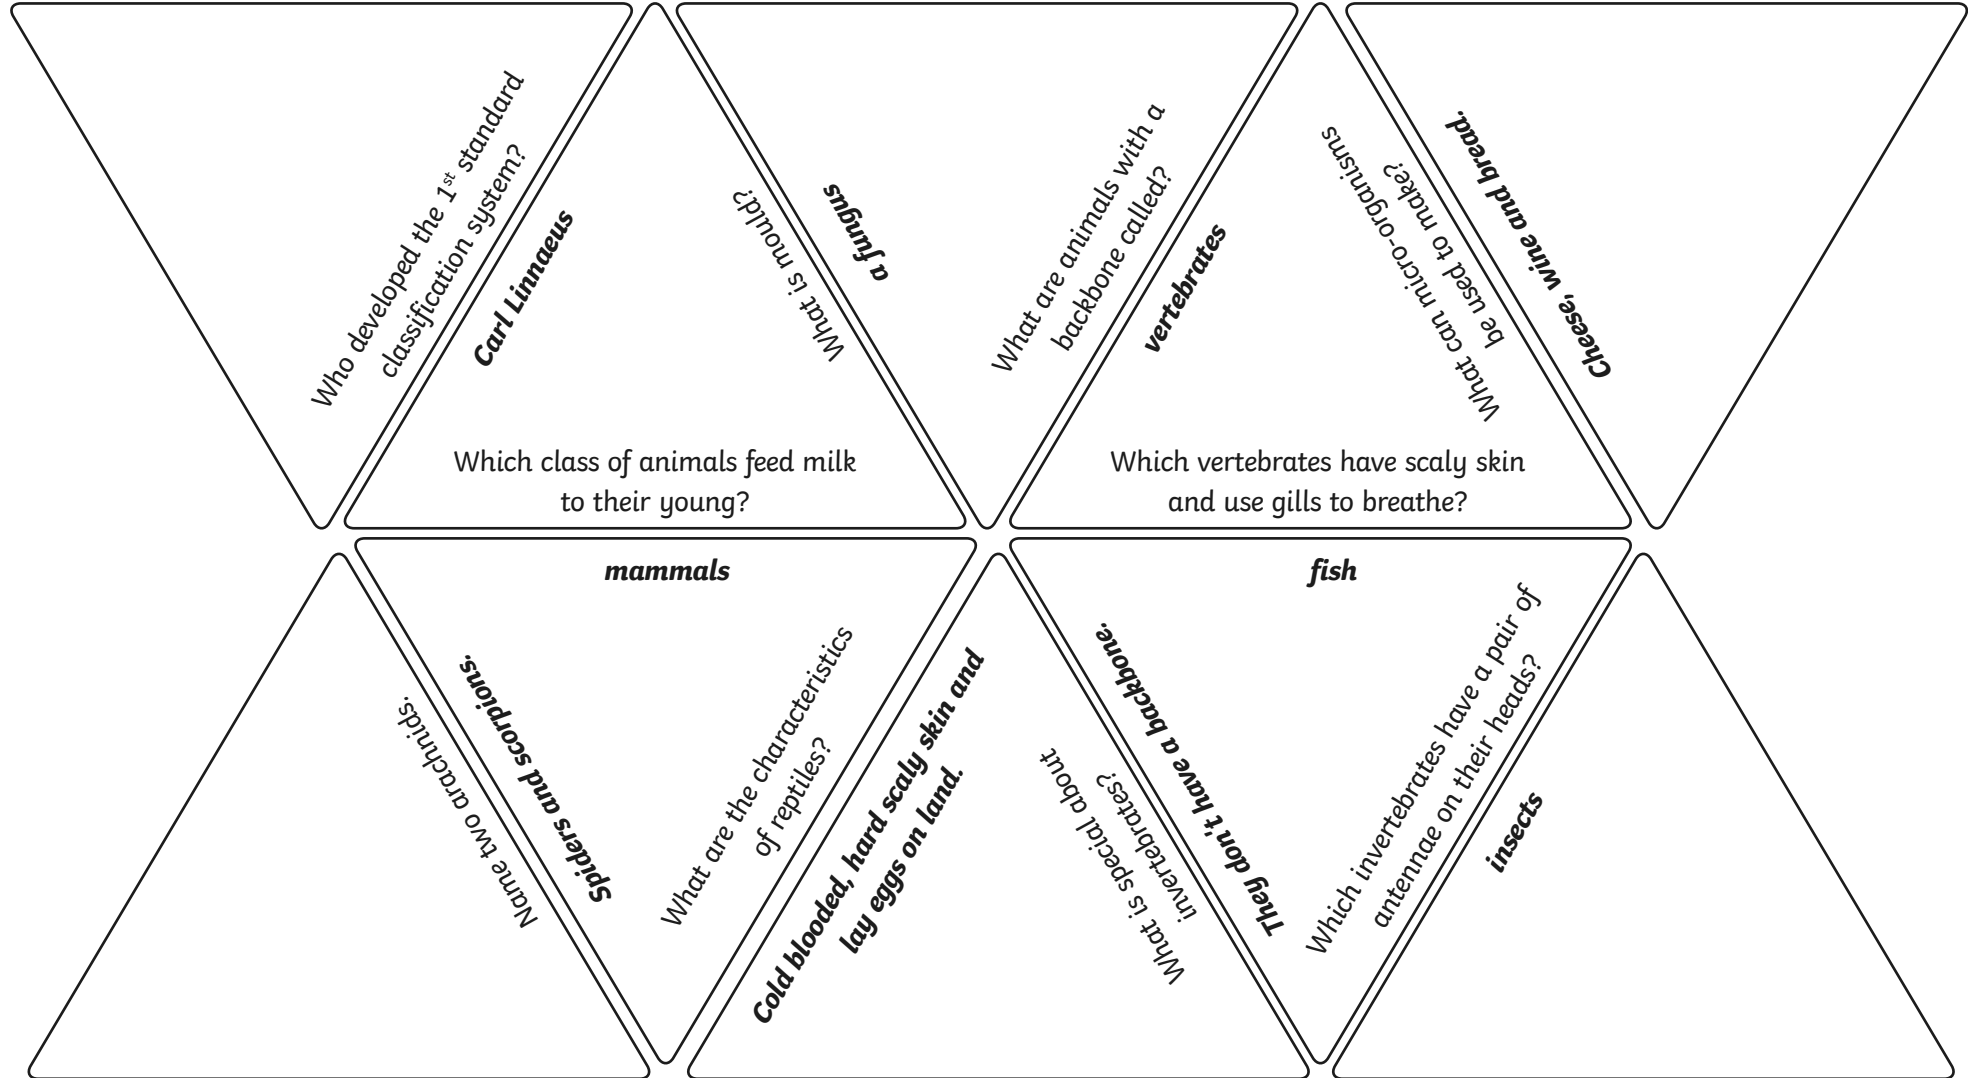 Who developed the 1st standard
classification system?
Carl Linnaeus
What is mould?
a fungus
What are animals with a
backbone called?
vertebrates
What can micro-organisms
be used to make?
Cheese, wine and bread.
Which class of animals feed milk
to their young?
Which vertebrates have scaly skin
and use gills to breathe?
mammals
fish
Name two arachnids.
Spiders and scorpions.
What are the characteristics
of reptiles?
Cold blooded, hard scaly skin and
lay eggs on land.
What is special about
invertebrates?
They don't have a backbone.
Which invertebrates have a pair of
antennae on their heads?
insects